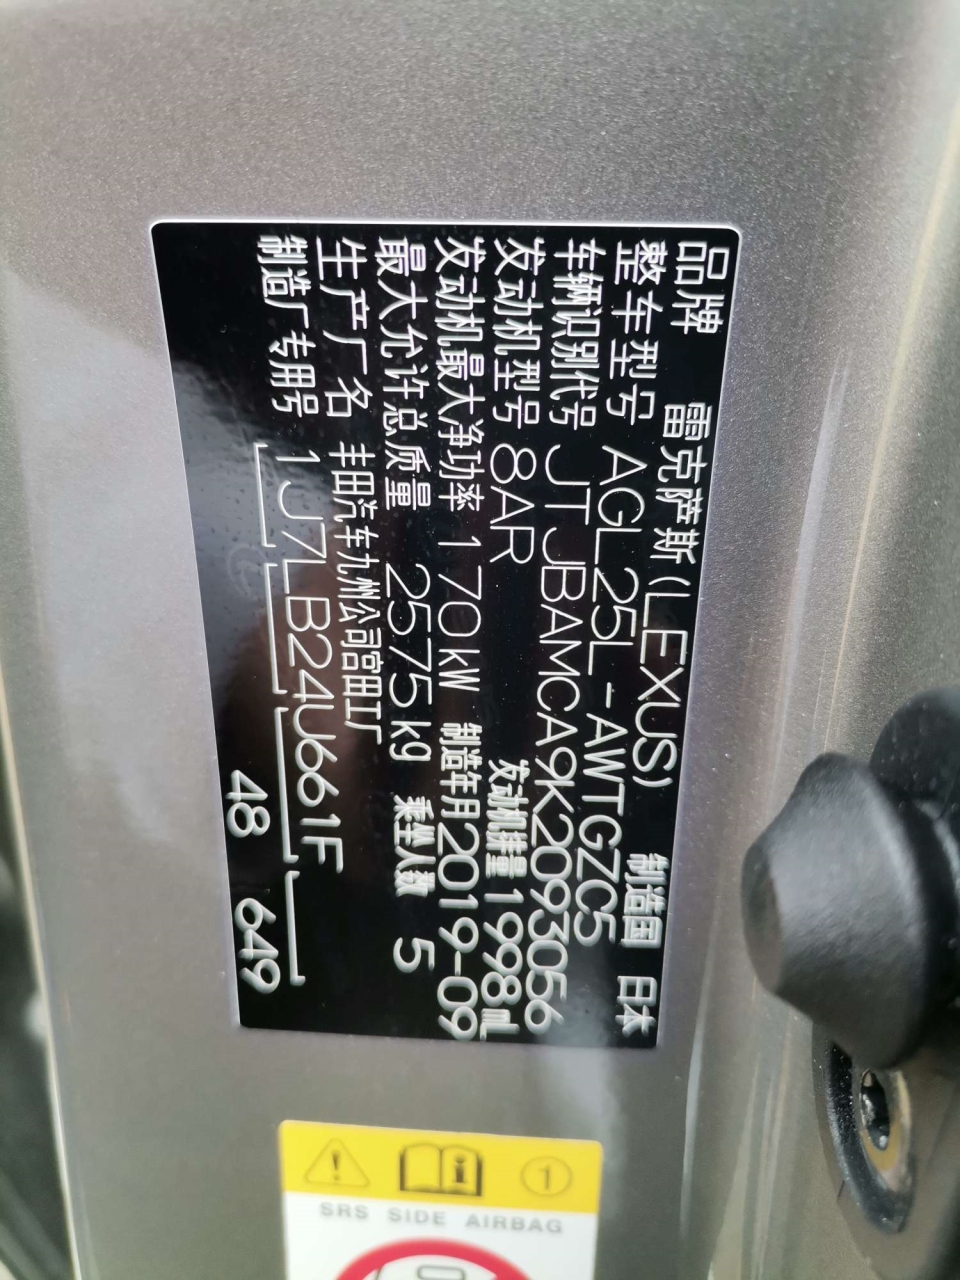 品牌 雷克萨斯(LEXUS) 制造国 日本
整车型号 AGL25L-AWTGZC5
车辆识别代号 JTJBAMCA9K2093056
发动机型号 8AR 发动机排量 1998mL
发动机最大净功率 170kW 制造年月 2019-09
最大允许总质量 2575kg 乘坐人数 5
生产厂名 丰田汽车九州公司宫田工厂
制造厂专用号 1J7LB24U661F
48 649
1
SRS SIDE AIRBAG